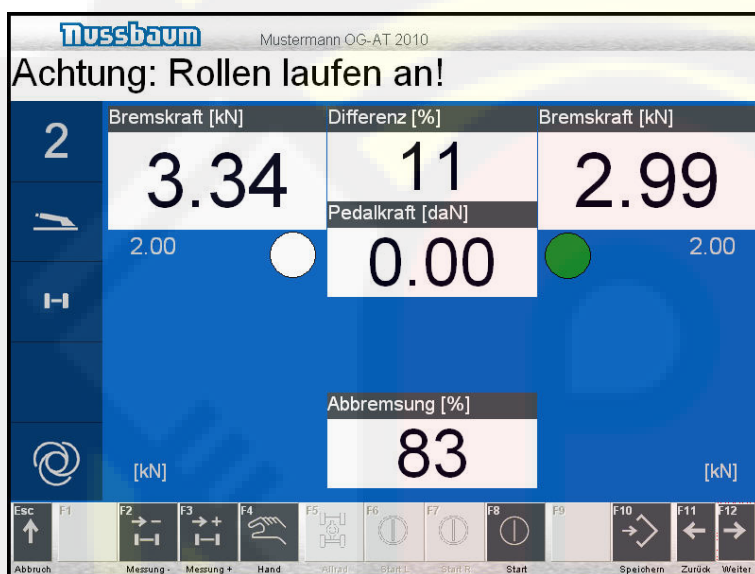 Nussbaum
Mustermann OG-AT 2010
Achtung: Rollen laufen an!
2
Bremskraft [kN]
3.34
2.00
Differenz [%]
11
Pedalkraft [daN]
0.00
Bremskraft [kN]
2.99
2.00
Abbremsung [%]
83
[kN]
[kN]
Esc F1 F2 F3 F4 F5 F6 F7 F8 F9 F10 F11 F12
Abbruch Messung - Messung + Hand Allrad Start L Start R Start Speichern Zurück Weiter